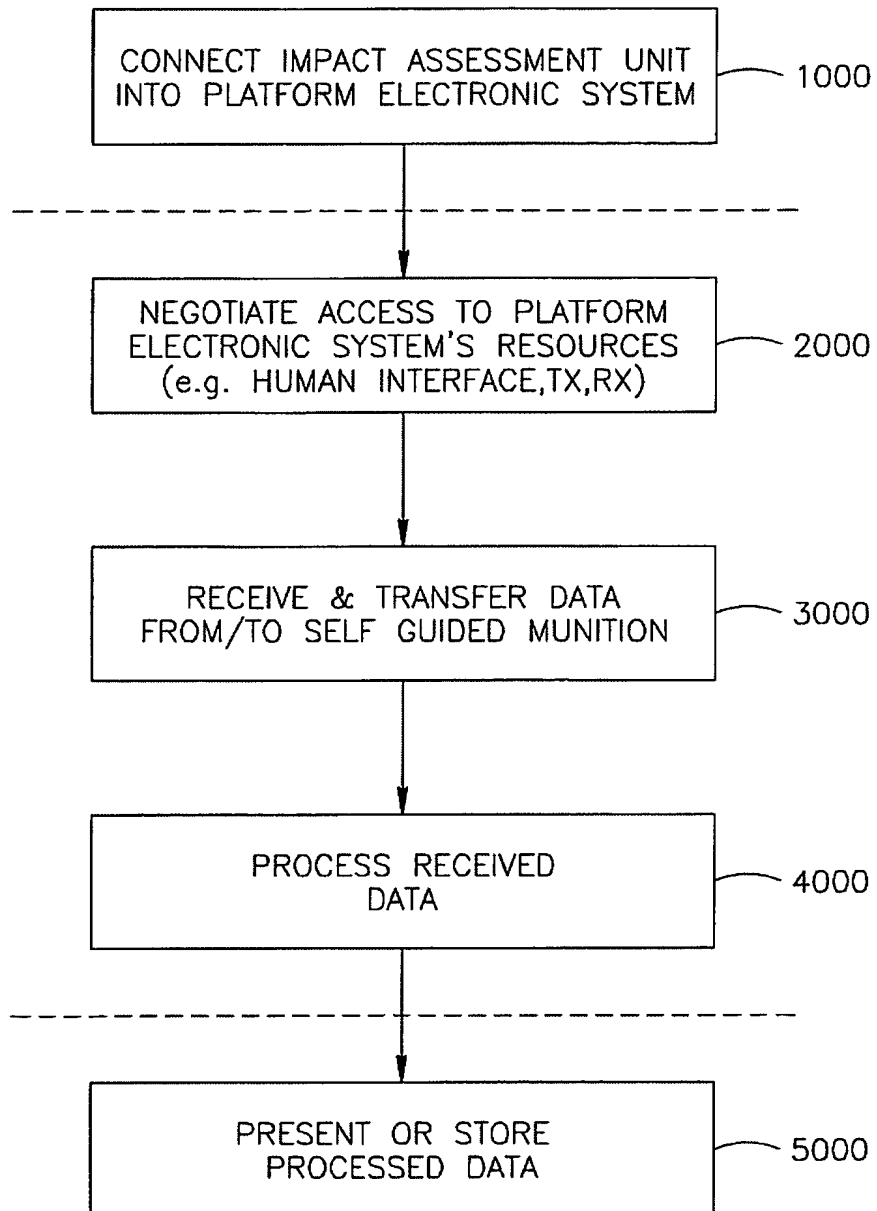 CONNECT IMPACT ASSESSMENT UNIT
INTO PLATFORM ELECTRONIC SYSTEM
1000
NEGOTIATE ACCESS TO PLATFORM
ELECTRONIC SYSTEM'S RESOURCES
(e.g. HUMAN INTERFACE,TX,RX)
2000
RECEIVE & TRANSFER DATA
FROM/TO SELF GUIDED MUNITION
3000
PROCESS RECEIVED
DATA
4000
PRESENT OR STORE
PROCESSED DATA
5000